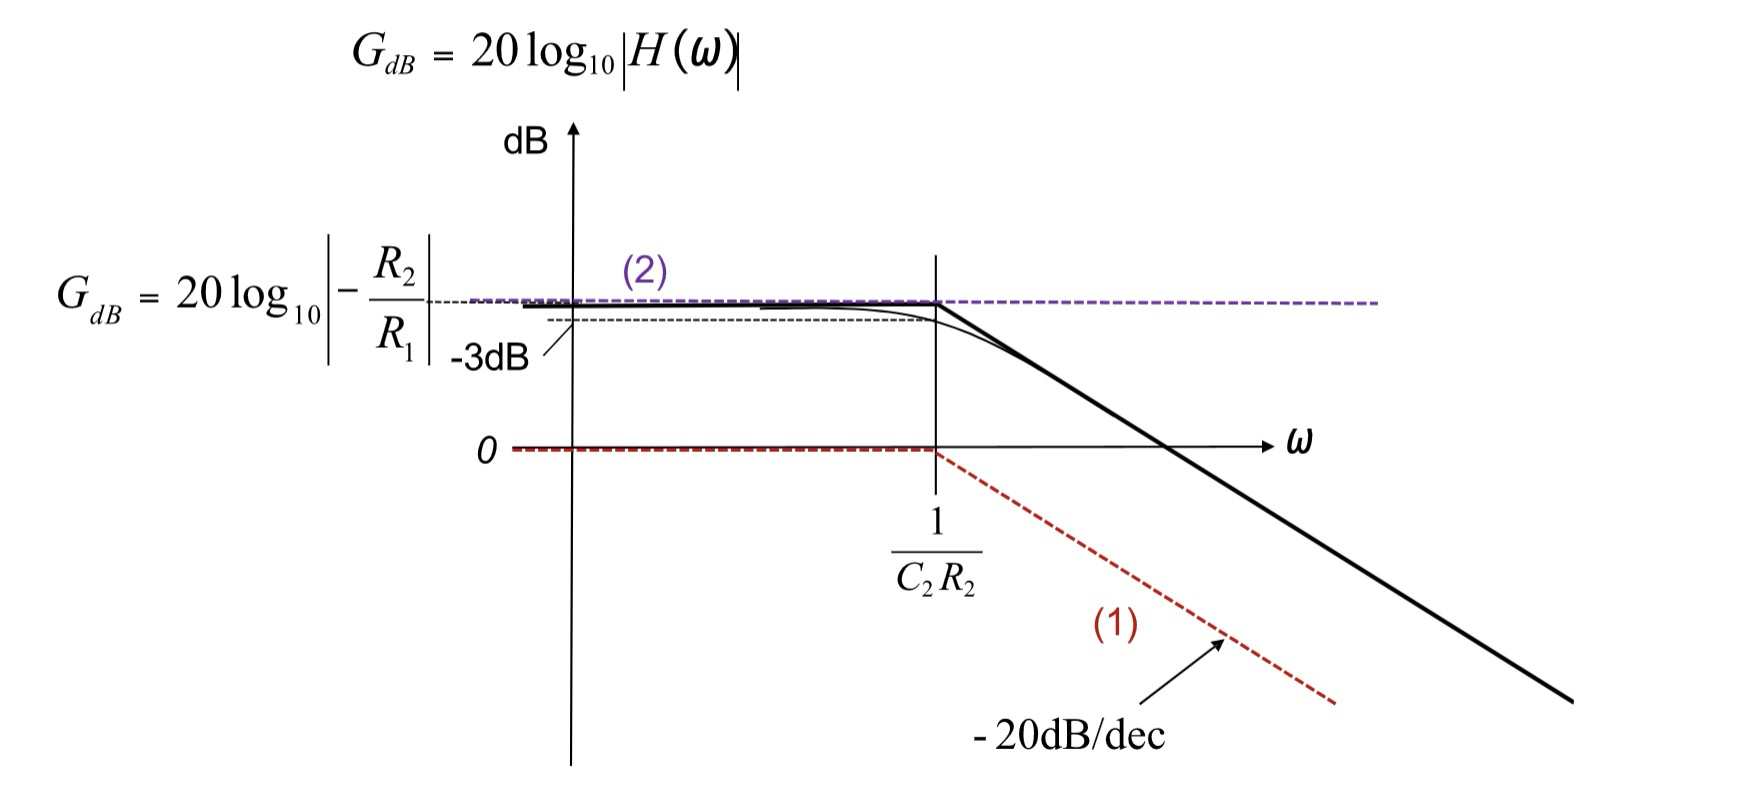 G_dB = 20 log₁₀|H(ω)|
dB
(2)
G_dB = 20 log₁₀|−R₂/R₁|
-3dB
0
ω
1/(C₂R₂)
(1)
- 20dB/dec